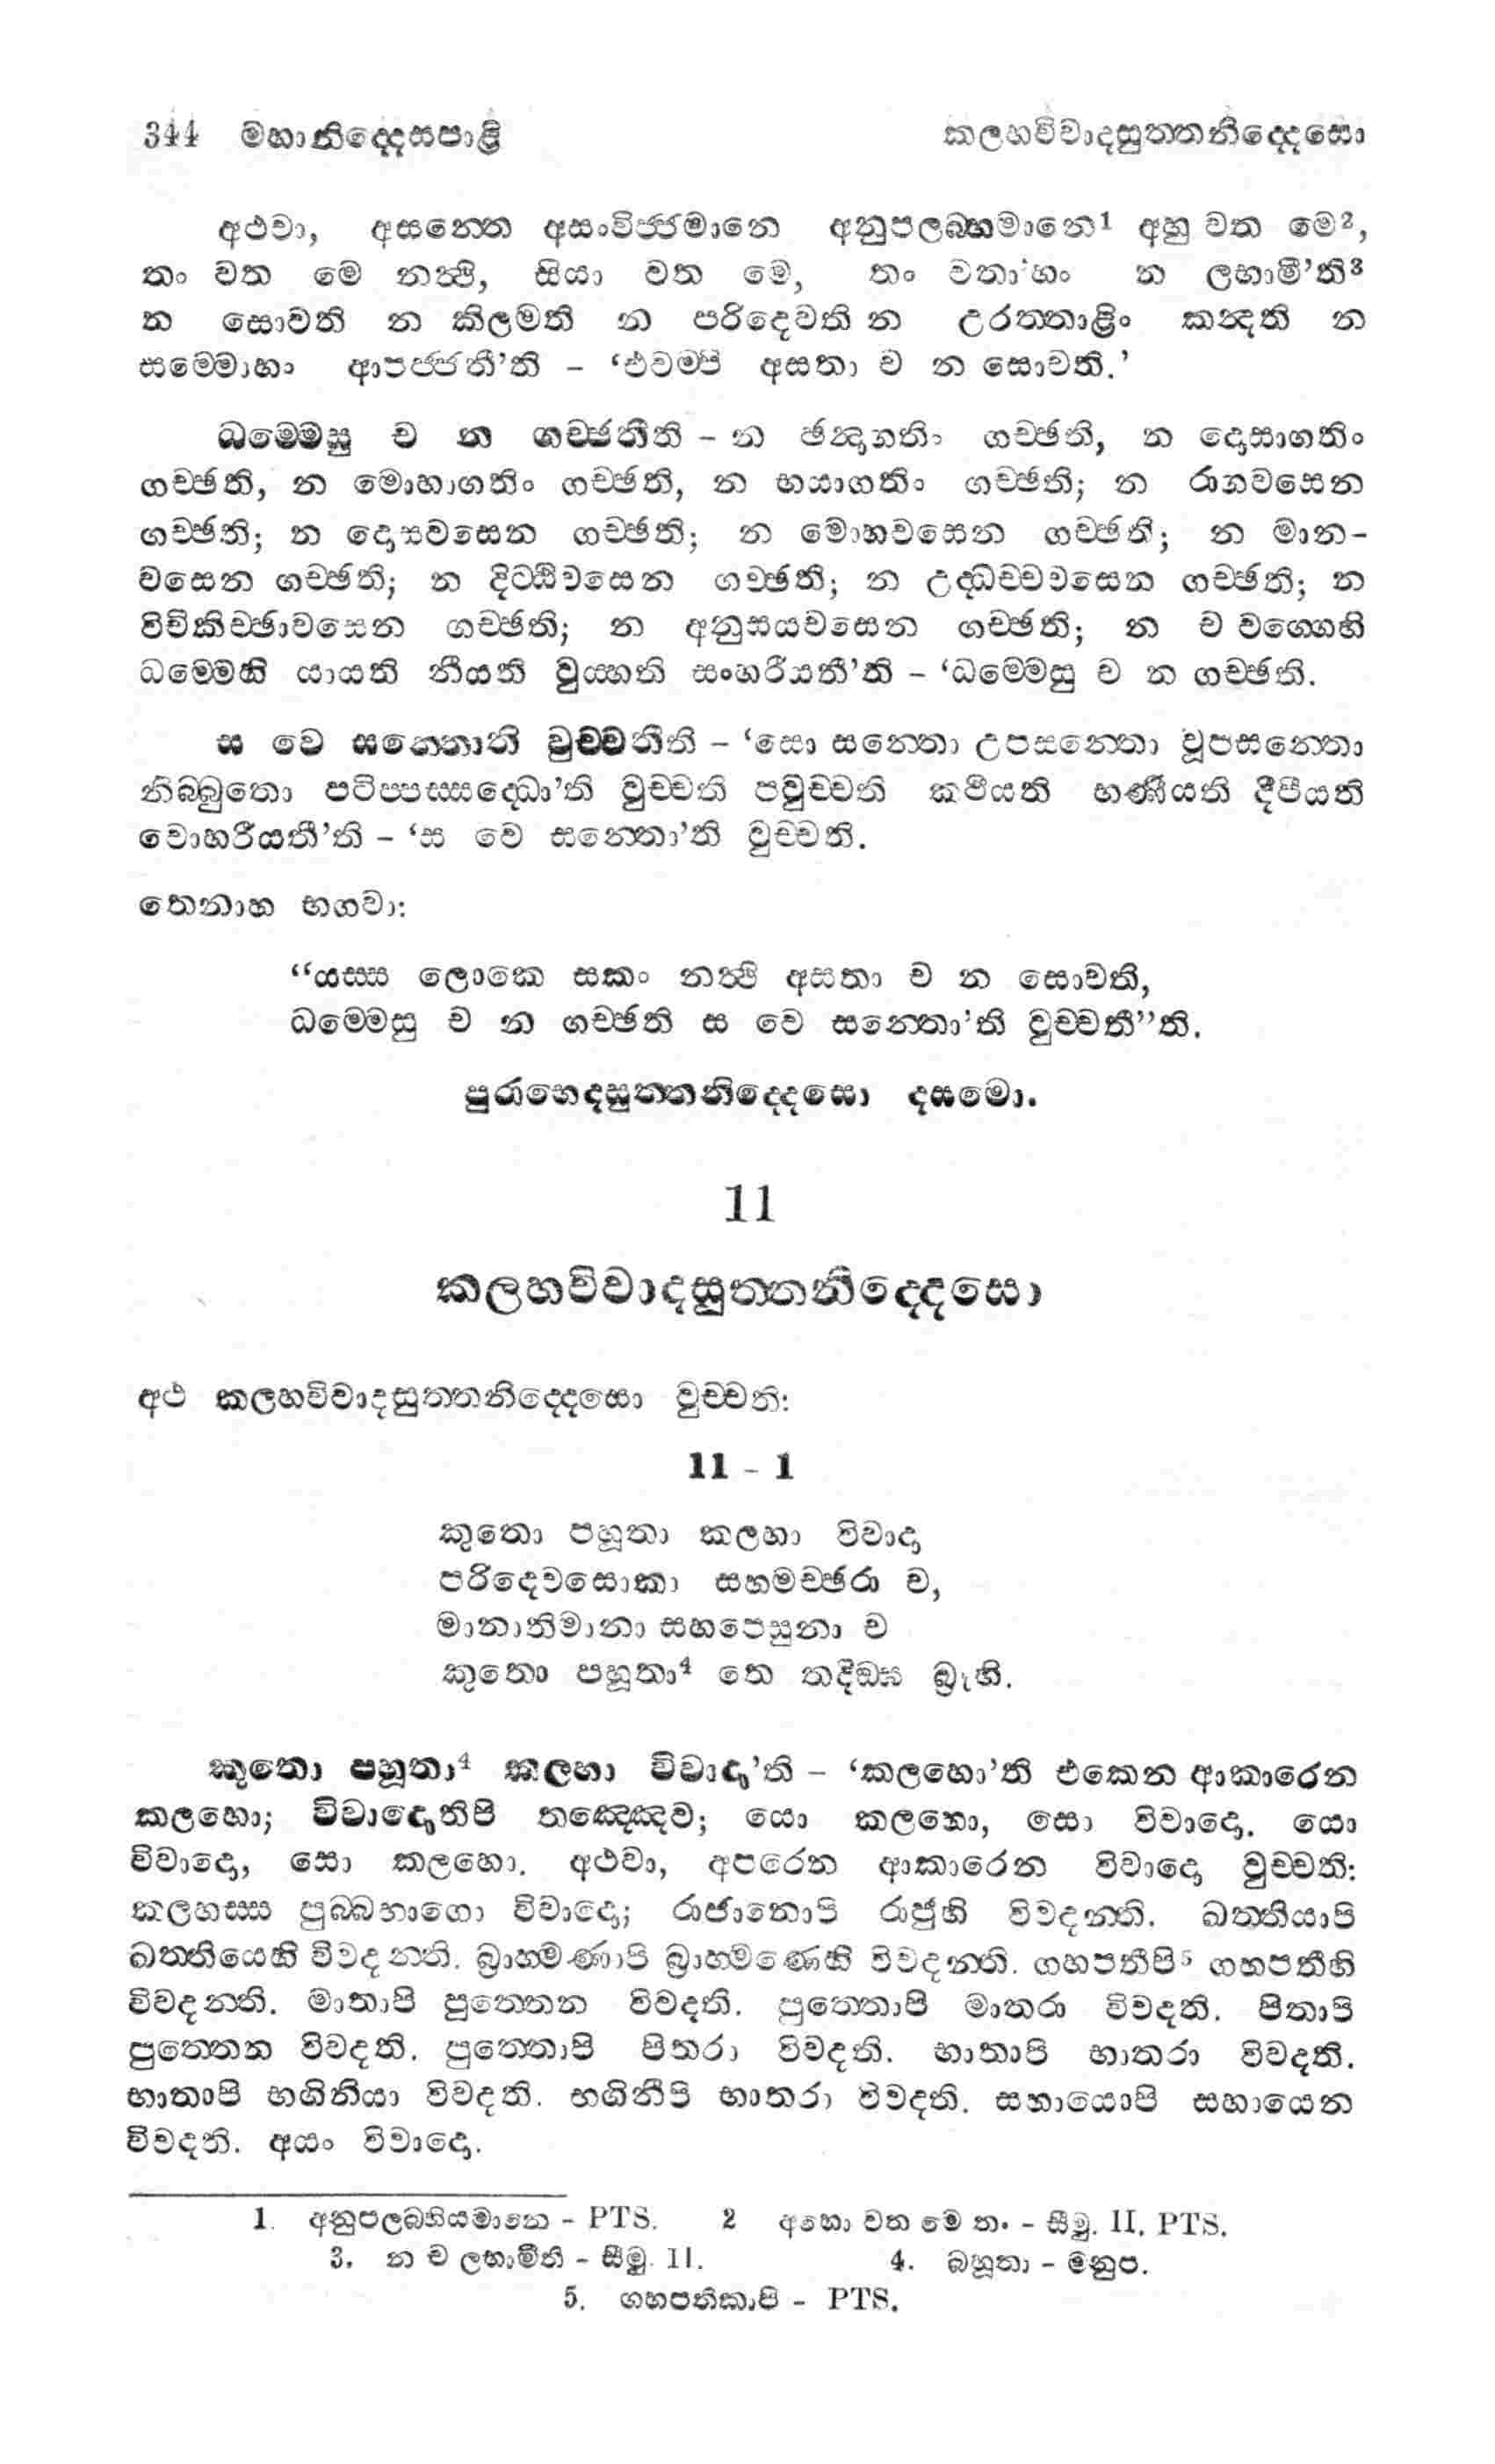 344 මහානිද්දෙසපාළි කලහවිවාදසුත්තනිද්දෙසො
අථවා, අසන්තෙ අසංවිජ්ජමානෙ අනුපලබ්භමානෙ¹ අහු වත මෙ²,
තං වත මෙ නත්ථි, සියා වත මෙ, තං වතා'හං න ලභාමී'ති³
න සොචති න කිලමති න පරිදෙවති න උරත්තාළිං කන්දති න
සම්මොහං ආපජ්ජතී'ති – ‘එවම්පි අසතා ච න සොචති.’
ධම්මෙසු ච න ගච්ඡතීති – න ඡන්දාගතිං ගච්ඡති, න දොසාගතිං
ගච්ඡති, න මොහාගතිං ගච්ඡති, න භයාගතිං ගච්ඡති; න රාගවසෙන
ගච්ඡති; න දොසවසෙන ගච්ඡති; න මොහවසෙන ගච්ඡති; න මාන-
වසෙන ගච්ඡති; න දිට්ඨිවසෙන ගච්ඡති; න උද්ධච්චවසෙන ගච්ඡති; න
විචිකිච්ඡාවසෙන ගච්ඡති; න අනුසයවසෙන ගච්ඡති; න ච වග්ගෙහි
ධම්මෙහි යායති නීයති වුය්හති සංහරීයතී'ති – ‘ධම්මෙසු ච න ගච්ඡති.
ස වෙ සන්තොති වුච්චතීති – ‘සො සන්තො උපසන්තො වූපසන්තො
නිබ්බුතො පටිප්පස්සද්ධො’ති වුච්චති පවුච්චති කථීයති භණීයති දීපීයති
වොහරීයතී’ති – ‘ස වෙ සන්තො’ති වුච්චති.
තෙනාහ භගවා:
“යස්ස ලොකෙ සකං නත්ථි අසතා ච න සොචති,
ධම්මෙසු ච න ගච්ඡති ස වෙ සන්තො’ති වුච්චතී”ති.
පුරාභෙදසුත්තනිද්දෙසො දසමො.
11
කලහවිවාදසුත්තනිද්දෙසො
අථ කලහවිවාදසුත්තනිද්දෙසො වුච්චති:
11 - 1
කුතො පහූතා කලහා විවාදා
පරිදෙවසොකා සහමච්ඡරා ච,
මානාතිමානා සහපෙසුනා ච
කුතො පහූතා⁴ තෙ තදිඞ්ඝ බ්‍රූහි.
කුතො පහූතා⁴ කලහා විවාදා’ති – ‘කලහො’ති එකෙන ආකාරෙන
කලහො; විවාදොතිපි තඤ්ඤෙව; යො කලහො, සො විවාදො. යො
විවාදො, සො කලහො. අථවා, අපරෙන ආකාරෙන විවාදො වුච්චති:
කලහස්ස පුබ්බභාගො විවාදො; රාජානොපි රාජූහි විවදන්ති. ඛත්තියාපි
ඛත්තියෙහි විවදන්ති. බ්‍රාහ්මණාපි බ්‍රාහ්මණෙහි විවදන්ති. ගහපතීපි⁵ ගහපතීහි
විවදන්ති. මාතාපි පුත්තෙන විවදති. පුත්තොපි මාතරා විවදති. පිතාපි
පුත්තෙන විවදති. පුත්තොපි පිතරා විවදති. භාතාපි භාතරා විවදති.
භාතාපි භගිනියා විවදති. භගිනීපි භාතරා විවදති. සහායොපි සහායෙන
විවදති. අයං විවාදො.
1. අනුපලබභියමානෙ - PTS. 2 අහො වත මෙ තං - සීමු. II, PTS.
3. න ච ලභාමීති - සීමු. II. 4. බහූතා - මනුප.
5. ගහපතිකාපි - PTS.